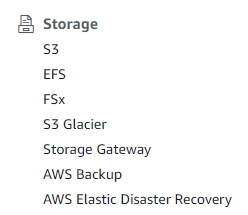 Storage
S3
EFS
FSx
S3 Glacier
Storage Gateway
AWS Backup
AWS Elastic Disaster Recovery